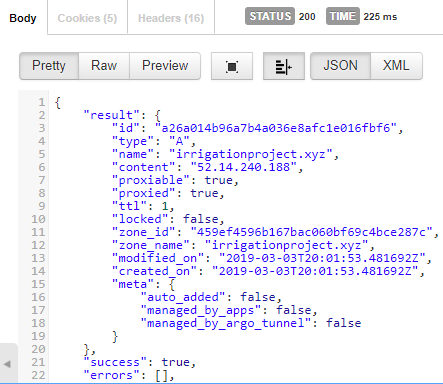 Body Cookies (5) Headers (16) STATUS 200 TIME 225 ms
Pretty Raw Preview JSON XML
1 {
2 "result": {
3 "id": "a26a014b96a7b4a036e8afc1e016fbf6",
4 "type": "A",
5 "name": "irrigationproject.xyz",
6 "content": "52.14.240.188",
7 "proxiable": true,
8 "proxied": true,
9 "ttl": 1,
10 "locked": false,
11 "zone_id": "459ef4596b167bac060bf69c4bce287c",
12 "zone_name": "irrigationproject.xyz",
13 "modified_on": "2019-03-03T20:01:53.481692Z",
14 "created_on": "2019-03-03T20:01:53.481692Z",
15 "meta": {
16 "auto_added": false,
17 "managed_by_apps": false,
18 "managed_by_argo_tunnel": false
19 }
20 },
21 "success": true,
22 "errors": [],